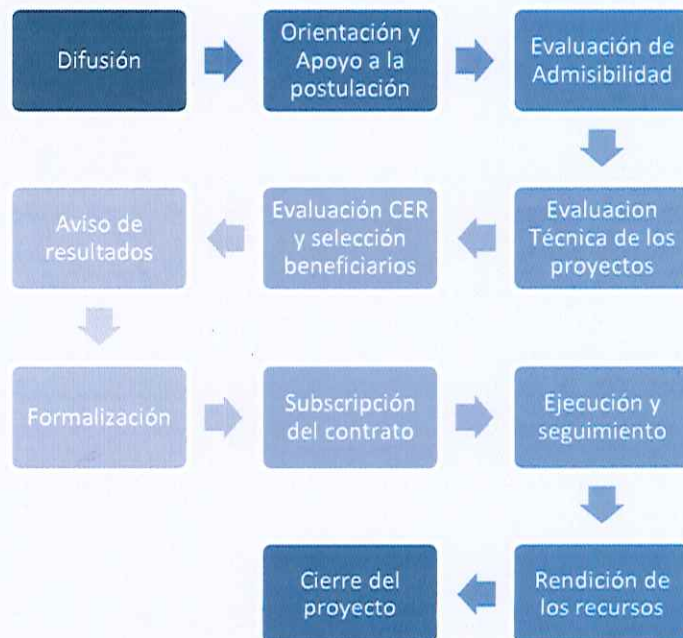 Difusión
Orientación y
Apoyo a la
postulación
Evaluación de
Admisibilidad
Evaluacion
Técnica de los
proyectos
Evaluación CER
y selección
beneficiarios
Aviso de
resultados
Formalización
Subscripción
del contrato
Ejecución y
seguimiento
Rendición de
los recursos
Cierre del
proyecto